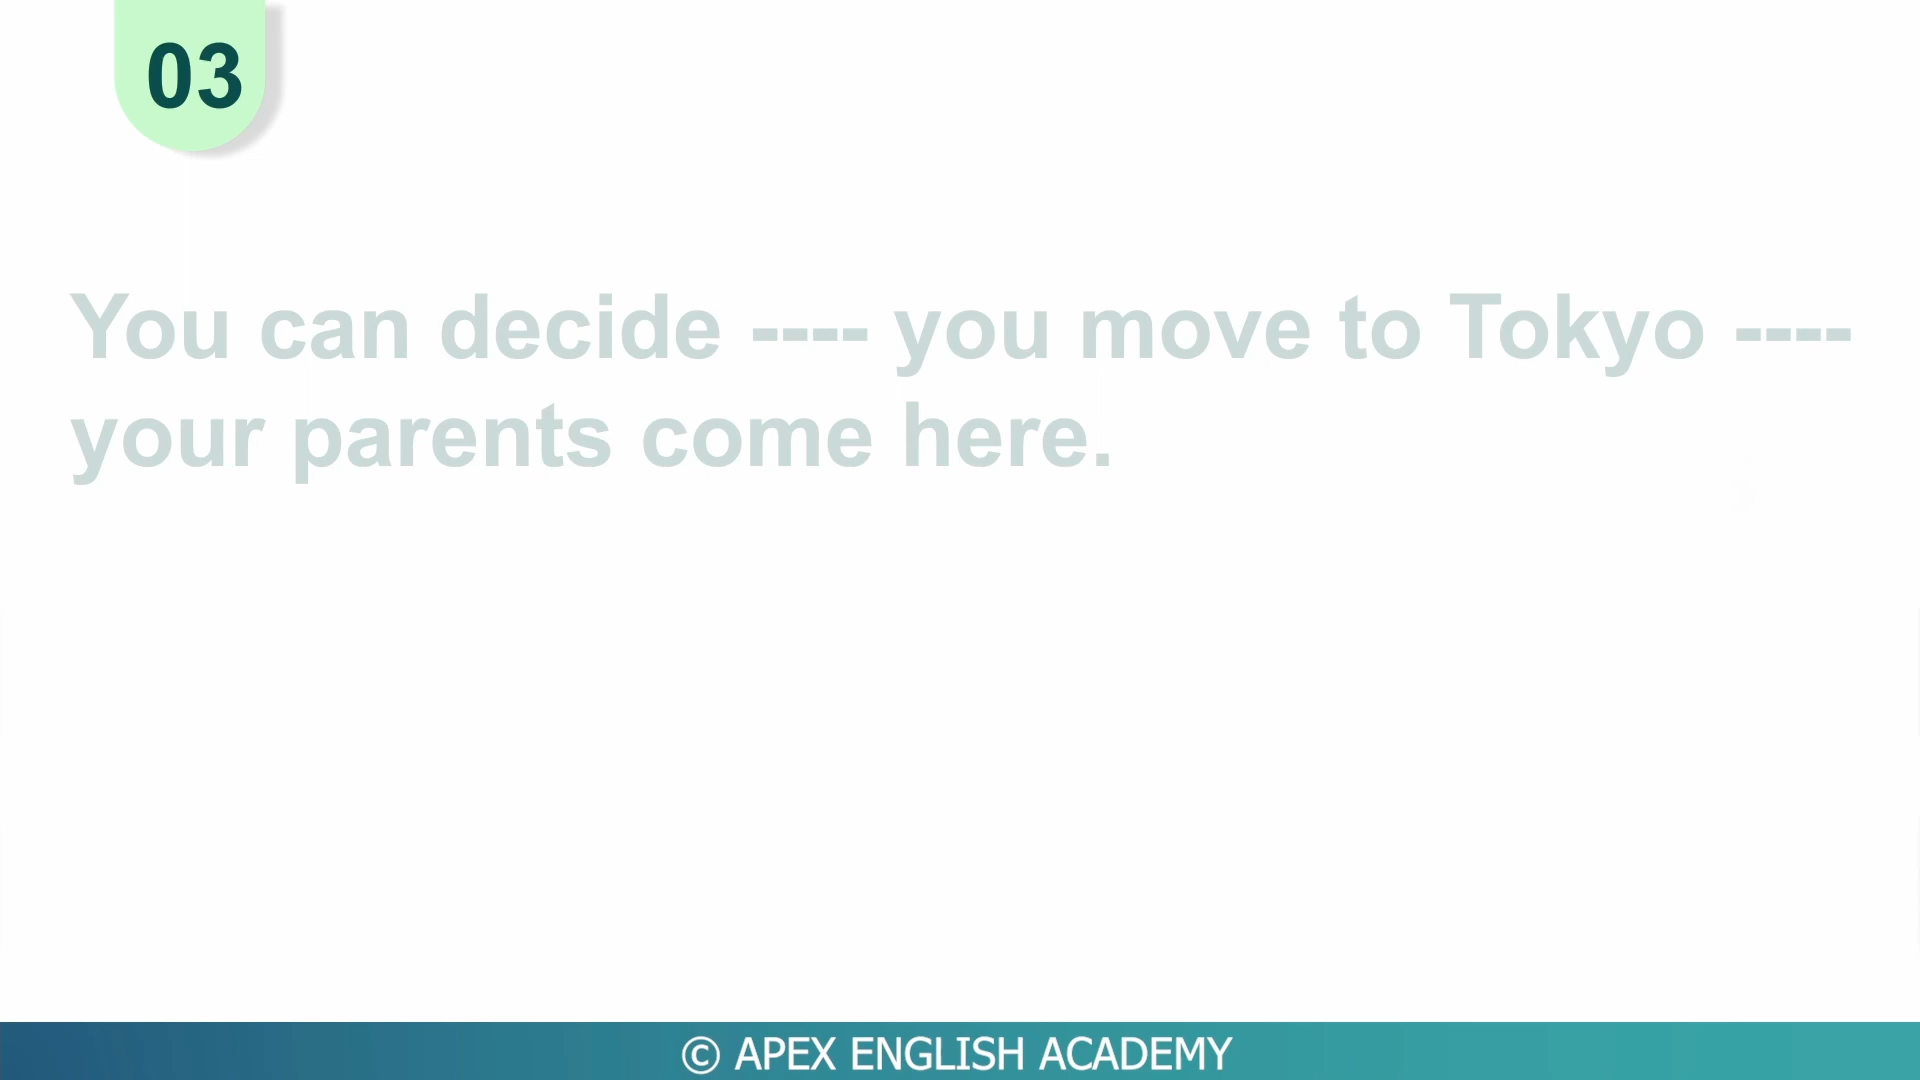 03
You can decide ---- you move to Tokyo ----
your parents come here.
© APEX ENGLISH ACADEMY